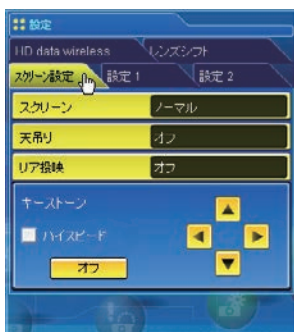 設定
HD data wireless レンズシフト
スクリーン設定 設定 1 設定 2
スクリーン ノーマル
天吊り オフ
リア投映 オフ
キーストーン
ハイスピード
オフ